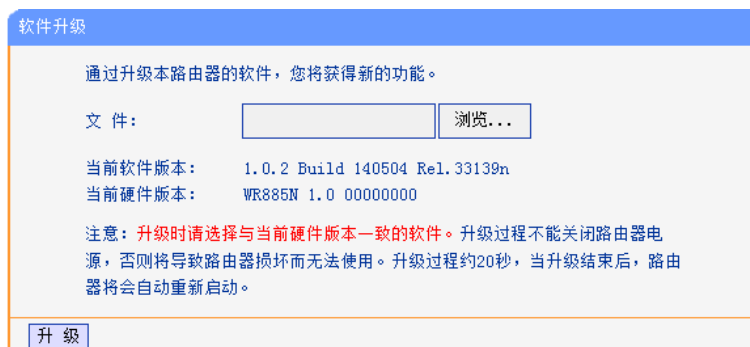 软件升级
通过升级本路由器的软件，您将获得新的功能。
文 件： 浏览...
当前软件版本： 1.0.2 Build 140504 Rel.33139n
当前硬件版本： WR885N 1.0 00000000
注意：升级时请选择与当前硬件版本一致的软件。升级过程不能关闭路由器电
源，否则将导致路由器损坏而无法使用。升级过程约20秒，当升级结束后，路由
器将会自动重新启动。
升 级